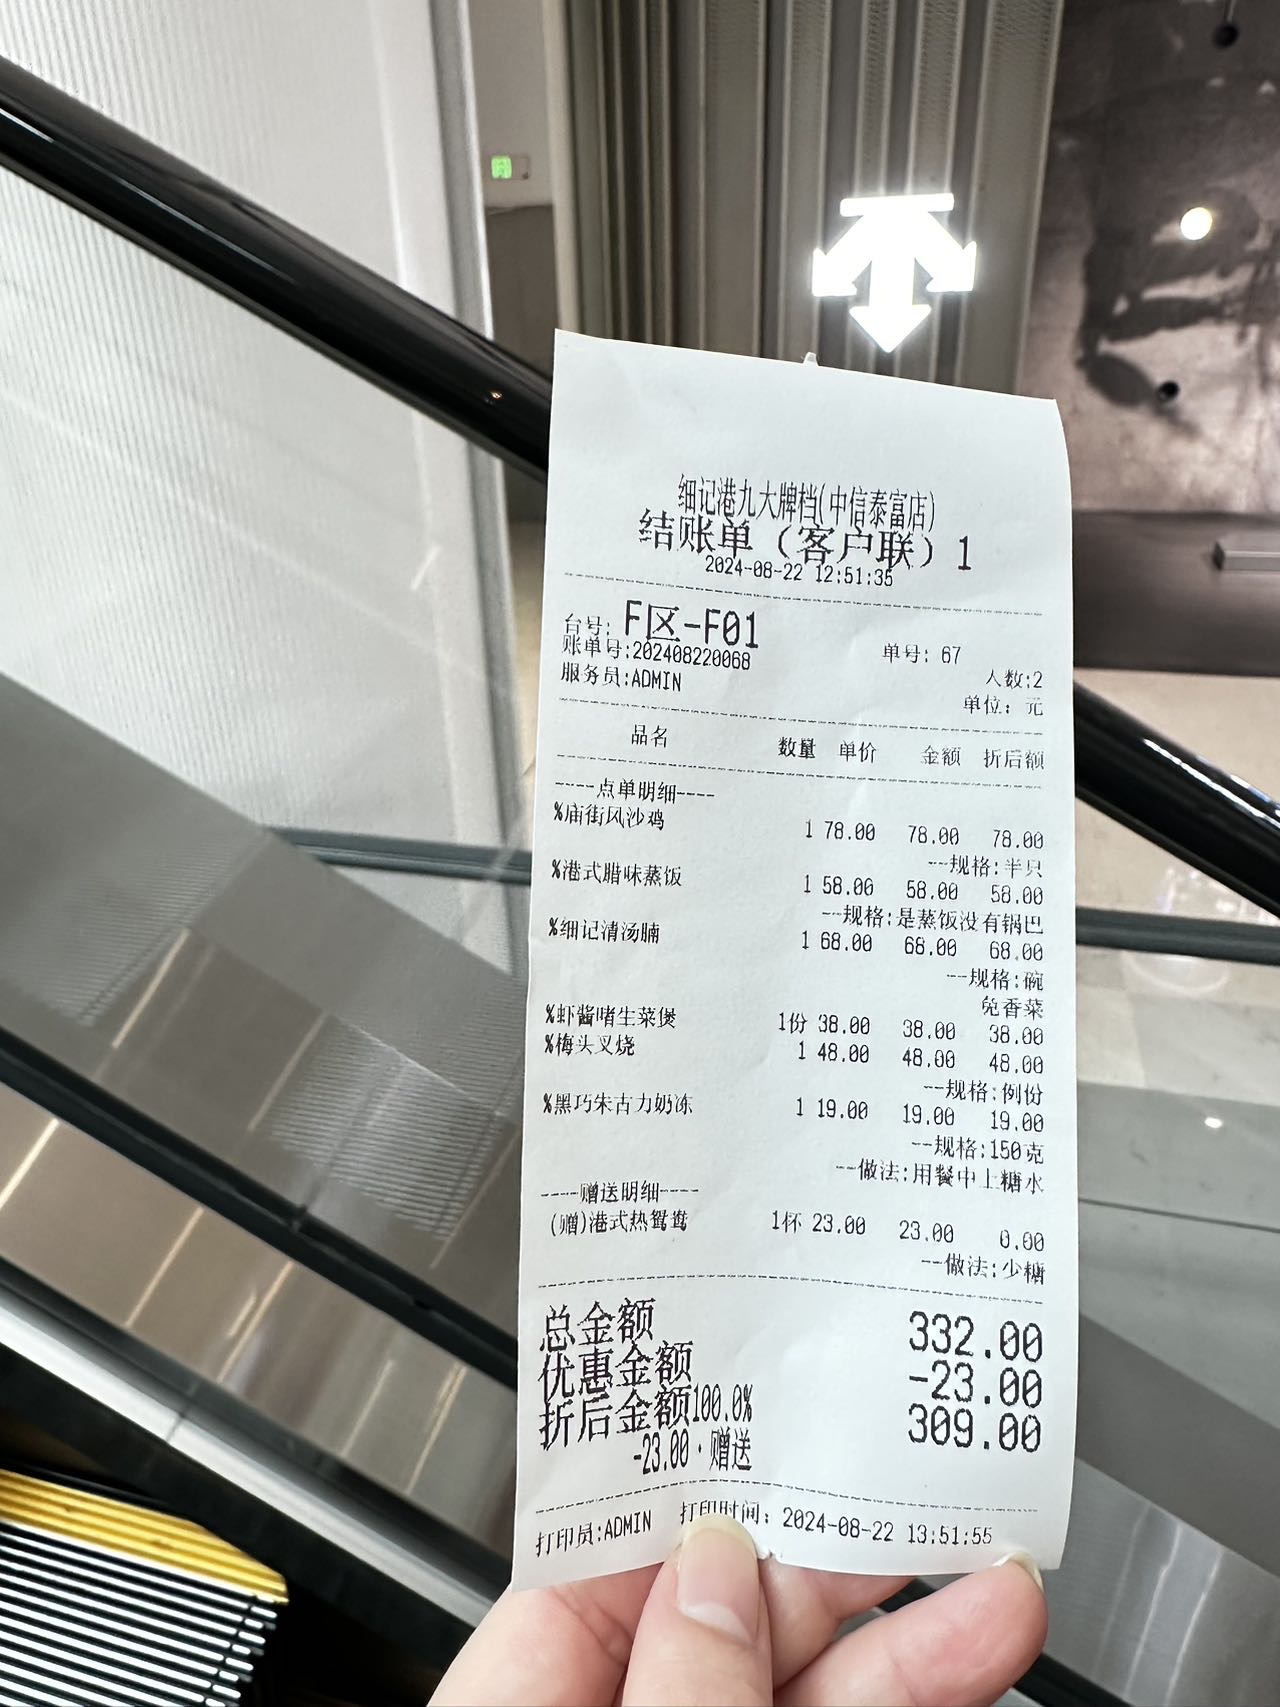 细记港九大牌档(中信泰富店)
结账单（客户联）1
2024-08-22 12:51:35
台号: F区-F01 单号: 67
账单号:202408220068 人数:2
服务员:ADMIN 单位: 元
品名 数量 单价 金额 折后额
-----点单明细----
%庙街风沙鸡 1 78.00 78.00 78.00
--规格:半只
%港式腊味蒸饭 1 58.00 58.00 58.00
--规格:是蒸饭没有锅巴
%细记清汤腩 1 68.00 68.00 68.00
--规格:碗
免香菜
%虾酱啫生菜煲 1份 38.00 38.00 38.00
%梅头叉烧 1 48.00 48.00 48.00
--规格:例份
%黑巧朱古力奶冻 1 19.00 19.00 19.00
--规格:150克
--做法:用餐中上糖水
-----赠送明细-----
(赠)港式热鸳鸯 1杯 23.00 23.00 0.00
--做法:少糖
总金额 332.00
优惠金额 -23.00
折后金额100.0% 309.00
-23.00·赠送
打印员:ADMIN 打印时间: 2024-08-22 13:51:55